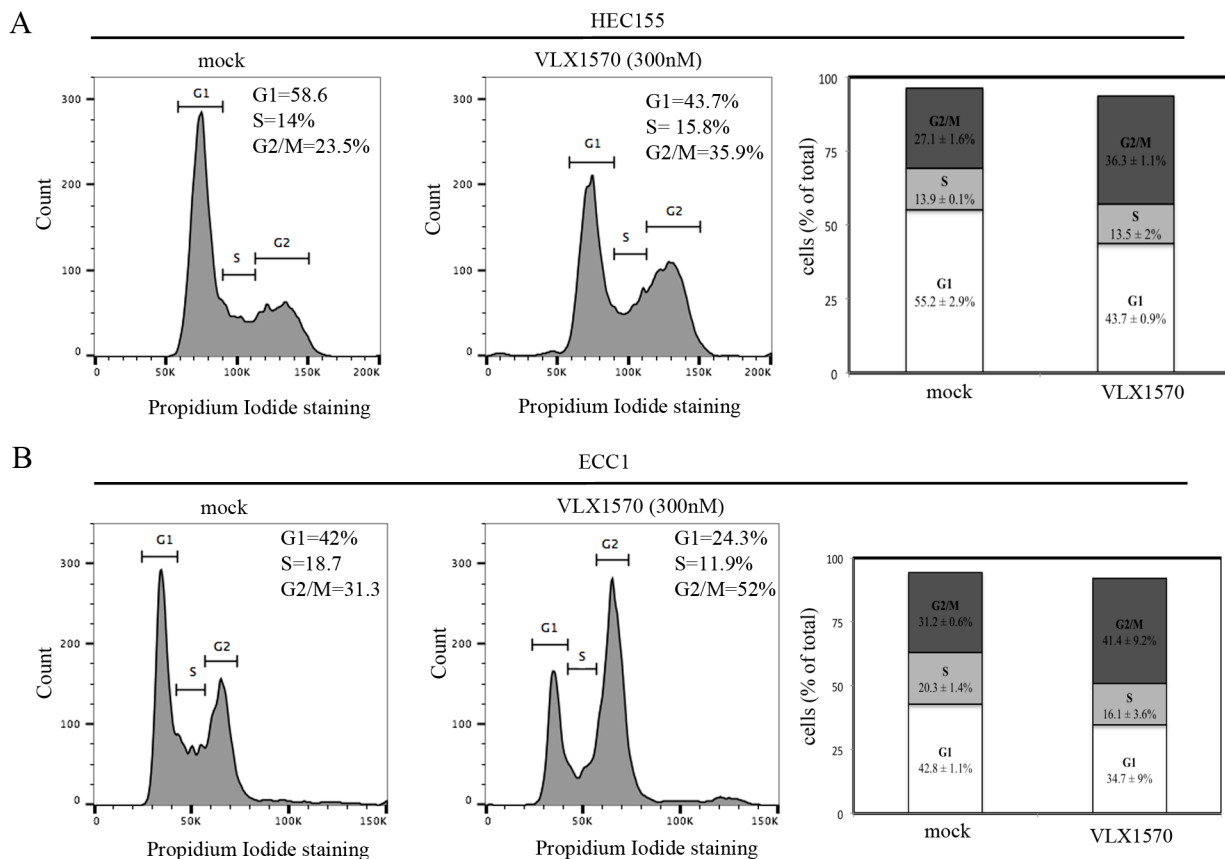 A
HEC155
mock
VLX1570 (300nM)
G1=58.6
S=14%
G2/M=23.5%
G1
S
G2
300
200
100
0
Count
0 50K 100K 150K 200K
Propidium Iodide staining
G1=43.7%
S= 15.8%
G2/M=35.9%
G1
S
G2
300
200
100
0
Count
0 50K 100K 150K 200K
Propidium Iodide staining
100
75
50
25
0
cells (% of total)
G2/M
27.1 ± 1.6%
S
13.9 ± 0.1%
G1
55.2 ± 2.9%
G2/M
36.3 ± 1.1%
S
13.5 ± 2%
G1
43.7 ± 0.9%
mock
VLX1570
B
ECC1
mock
VLX1570 (300nM)
G1=42%
S=18.7
G2/M=31.3
G1
S
G2
300
200
100
0
Count
0 50K 100K 150K
Propidium Iodide staining
G1=24.3%
S=11.9%
G2/M=52%
G1
S
G2
300
200
100
0
Count
0 50K 100K 150K
Propidium Iodide staining
100
75
50
25
0
cells (% of total)
G2/M
31.2 ± 0.6%
S
20.3 ± 1.4%
G1
42.8 ± 1.1%
G2/M
41.4 ± 9.2%
S
16.1 ± 3.6%
G1
34.7 ± 9%
mock
VLX1570